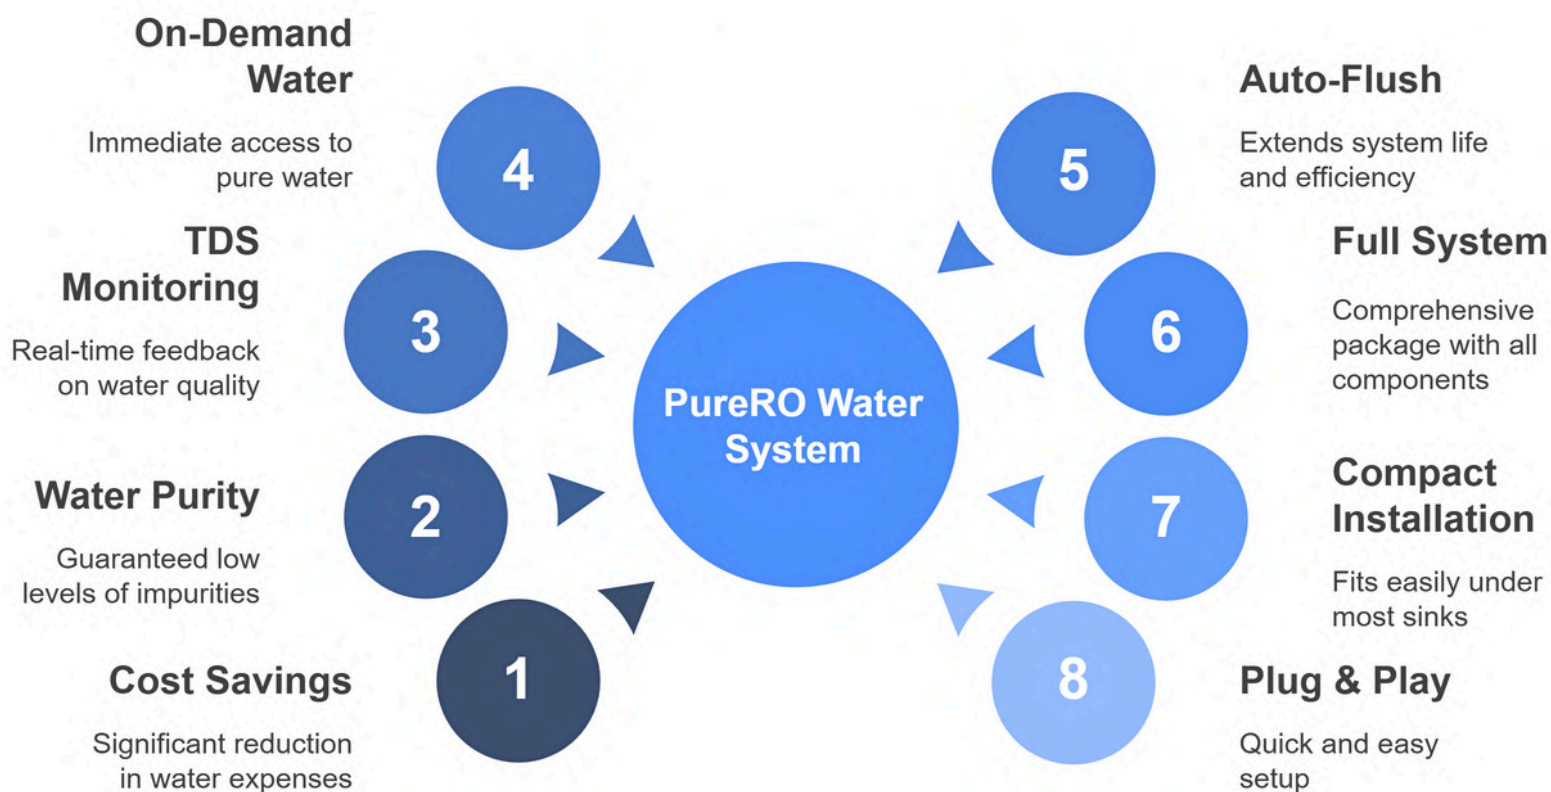 On-Demand
Water
Immediate access to
pure water
4
TDS
Monitoring
Real-time feedback
on water quality
3
Water Purity
Guaranteed low
levels of impurities
2
Cost Savings
Significant reduction
in water expenses
1
PureRO Water
System
5
Auto-Flush
Extends system life
and efficiency
6
Full System
Comprehensive
package with all
components
7
Compact
Installation
Fits easily under
most sinks
8
Plug & Play
Quick and easy
setup